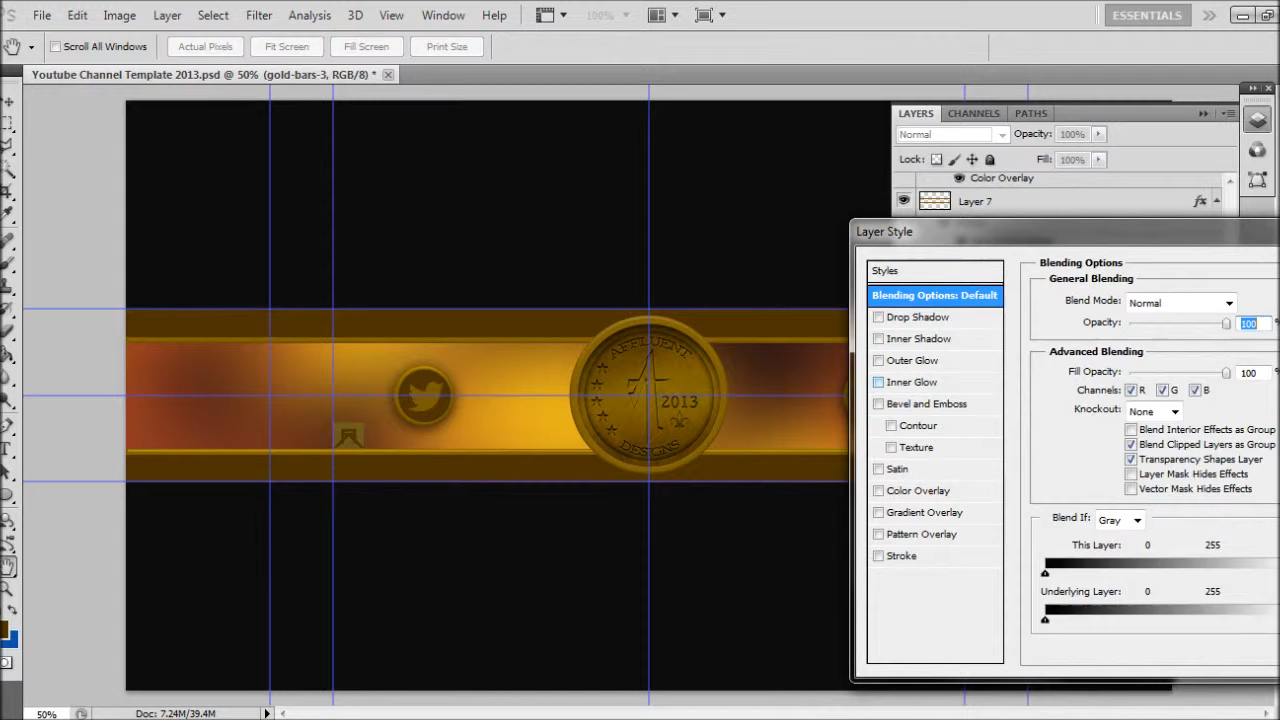 File Edit Image Layer Select Filter Analysis 3D View Window Help 100% ESSENTIALS
Scroll All Windows Actual Pixels Fit Screen Fill Screen Print Size
Youtube Channel Template 2013.psd @ 50% (gold-bars-3, RGB/8) *
LAYERS CHANNELS PATHS
Normal Opacity: 100%
Lock: Fill: 100%
Color Overlay
Layer 7 fx
Layer Style
Styles
Blending Options: Default
Drop Shadow
Inner Shadow
Outer Glow
Inner Glow
Bevel and Emboss
Contour
Texture
Satin
Color Overlay
Gradient Overlay
Pattern Overlay
Stroke
Blending Options
General Blending
Blend Mode: Normal
Opacity: 100 %
Advanced Blending
Fill Opacity: 100
Channels: R G B
Knockout: None
Blend Interior Effects as Group
Blend Clipped Layers as Group
Transparency Shapes Layer
Layer Mask Hides Effects
Vector Mask Hides Effects
Blend If: Gray
This Layer: 0 255
Underlying Layer: 0 255
AFFLUENT
2013
DESIGNS
50% Doc: 7.24M/39.4M